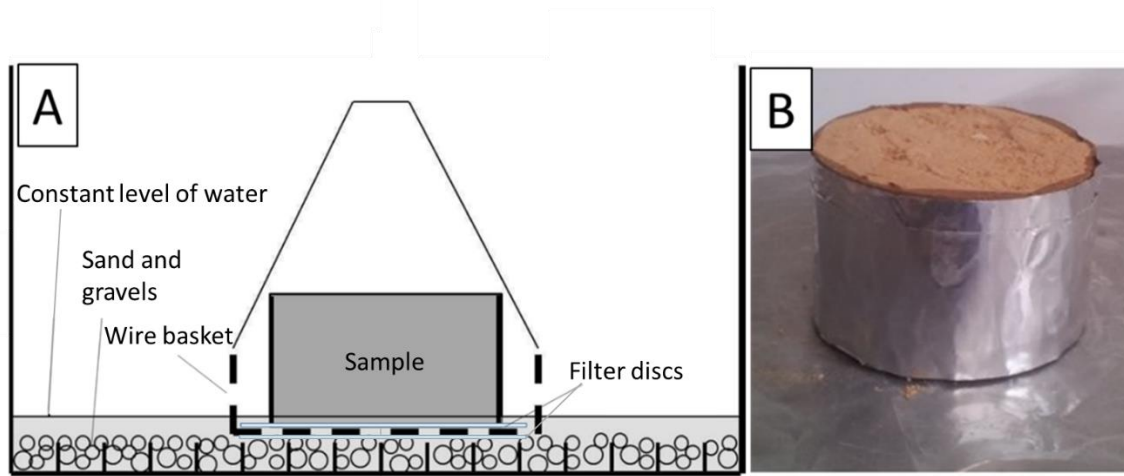 A
B
Constant level of water
Sand and
gravels
Wire basket
Sample
Filter discs